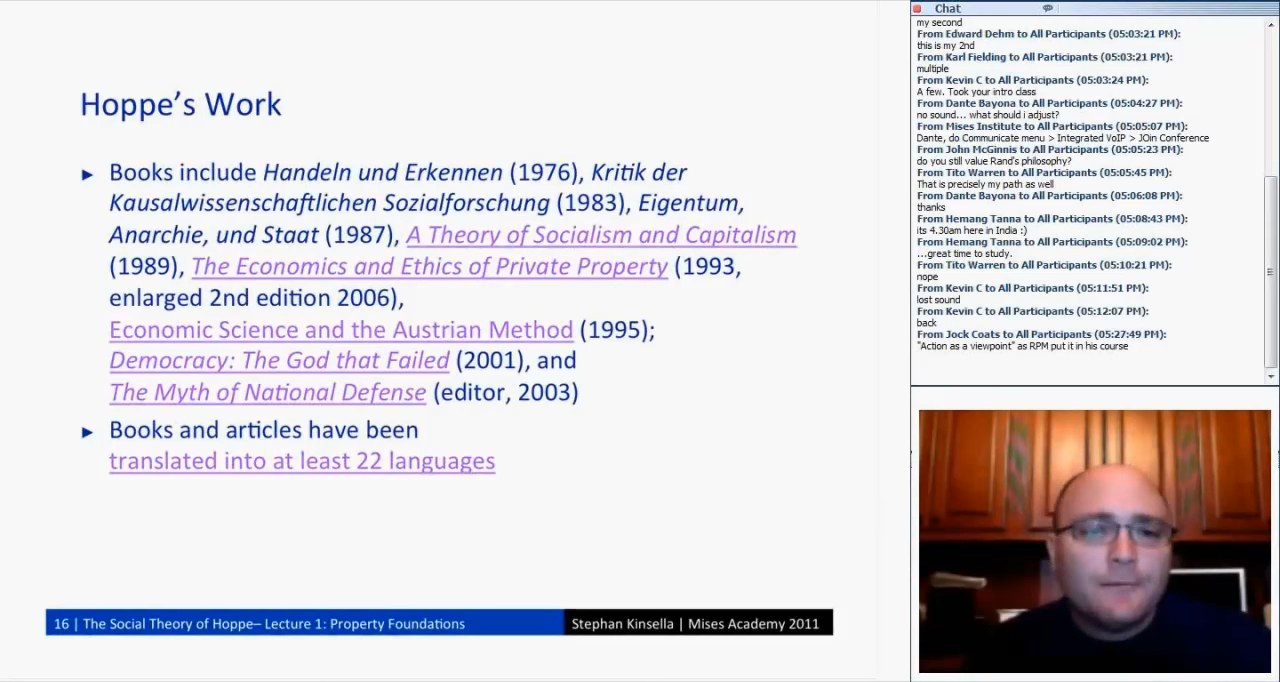 Hoppe's Work
► Books include Handeln und Erkennen (1976), Kritik der
Kausalwissenschaftlichen Sozialforschung (1983), Eigentum,
Anarchie, und Staat (1987), A Theory of Socialism and Capitalism
(1989), The Economics and Ethics of Private Property (1993,
enlarged 2nd edition 2006),
Economic Science and the Austrian Method (1995);
Democracy: The God that Failed (2001), and
The Myth of National Defense (editor, 2003)
► Books and articles have been
translated into at least 22 languages
16 | The Social Theory of Hoppe– Lecture 1: Property Foundations
Stephan Kinsella | Mises Academy 2011
Chat
my second
From Edward Dehm to All Participants (05:03:21 PM):
this is my 2nd
From Karl Fielding to All Participants (05:03:21 PM):
multiple
From Kevin C to All Participants (05:03:24 PM):
A few. Took your intro class
From Dante Bayona to All Participants (05:04:27 PM):
no sound... what should i adjust?
From Mises Institute to All Participants (05:05:07 PM):
Dante, do Communicate menu > Integrated VoIP > JOin Conference
From John McGinnis to All Participants (05:05:23 PM):
do you still value Rand's philosophy?
From Tito Warren to All Participants (05:05:45 PM):
That is precisely my path as well
From Dante Bayona to All Participants (05:06:08 PM):
thanks
From Hemang Tanna to All Participants (05:08:43 PM):
its 4.30am here in India :)
From Hemang Tanna to All Participants (05:09:02 PM):
...great time to study.
From Tito Warren to All Participants (05:10:21 PM):
nope
From Kevin C to All Participants (05:11:51 PM):
lost sound
From Kevin C to All Participants (05:12:07 PM):
back
From Jock Coats to All Participants (05:27:49 PM):
"Action as a viewpoint" as RPM put it in his course